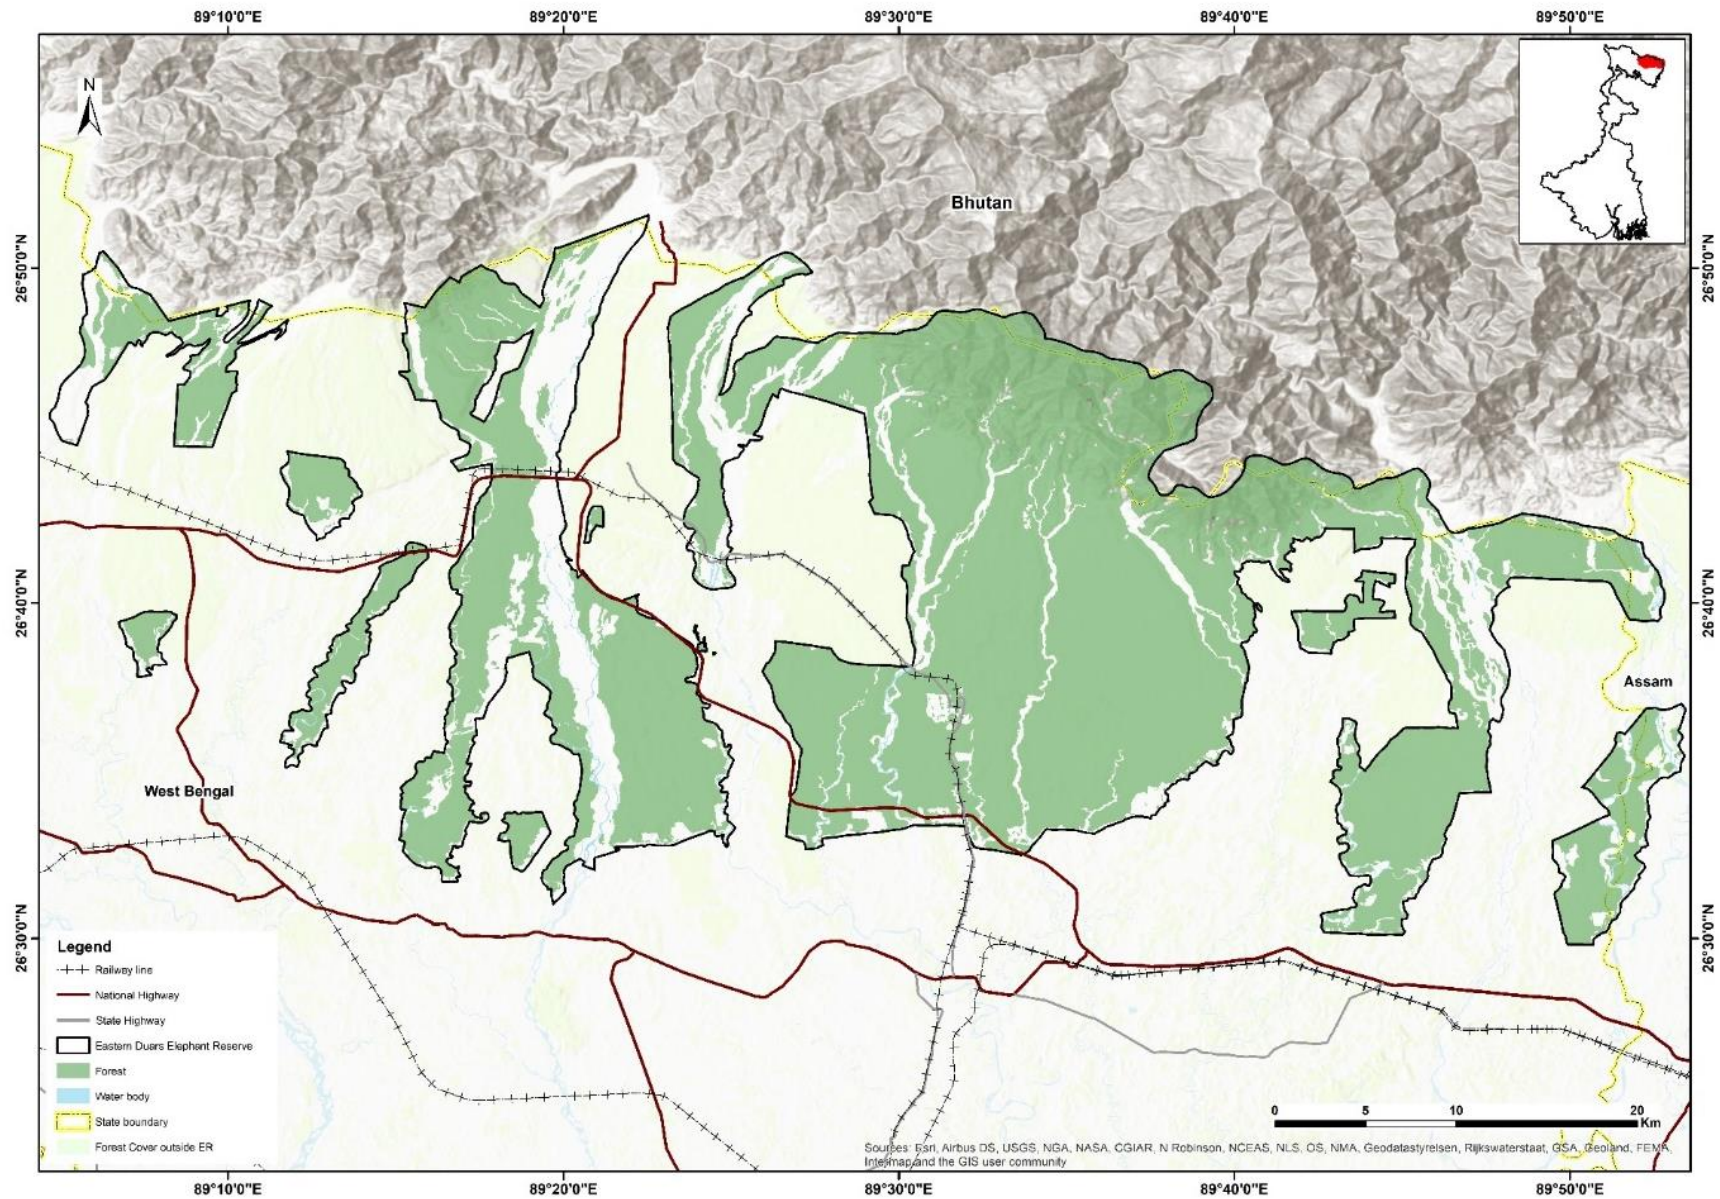 89°10'0"E 89°20'0"E 89°30'0"E 89°40'0"E 89°50'0"E
N
Bhutan
26°50'0"N 26°50'0"N
26°40'0"N 26°40'0"N
Assam
West Bengal
26°30'0"N 26°30'0"N
Legend
Railway line
National Highway
State Highway
Eastern Duars Elephant Reserve
Forest
Water body
State boundary
Forest Cover outside ER
0 5 10 20
Km
Sources: Esri, Airbus DS, USGS, NGA, NASA, CGIAR, N Robinson, NCEAS, NLS, OS, NMA, Geodatastyrelsen, Rijkswaterstaat, GSA, Geoland, FEMA,
Intermap and the GIS user community
89°10'0"E 89°20'0"E 89°30'0"E 89°40'0"E 89°50'0"E